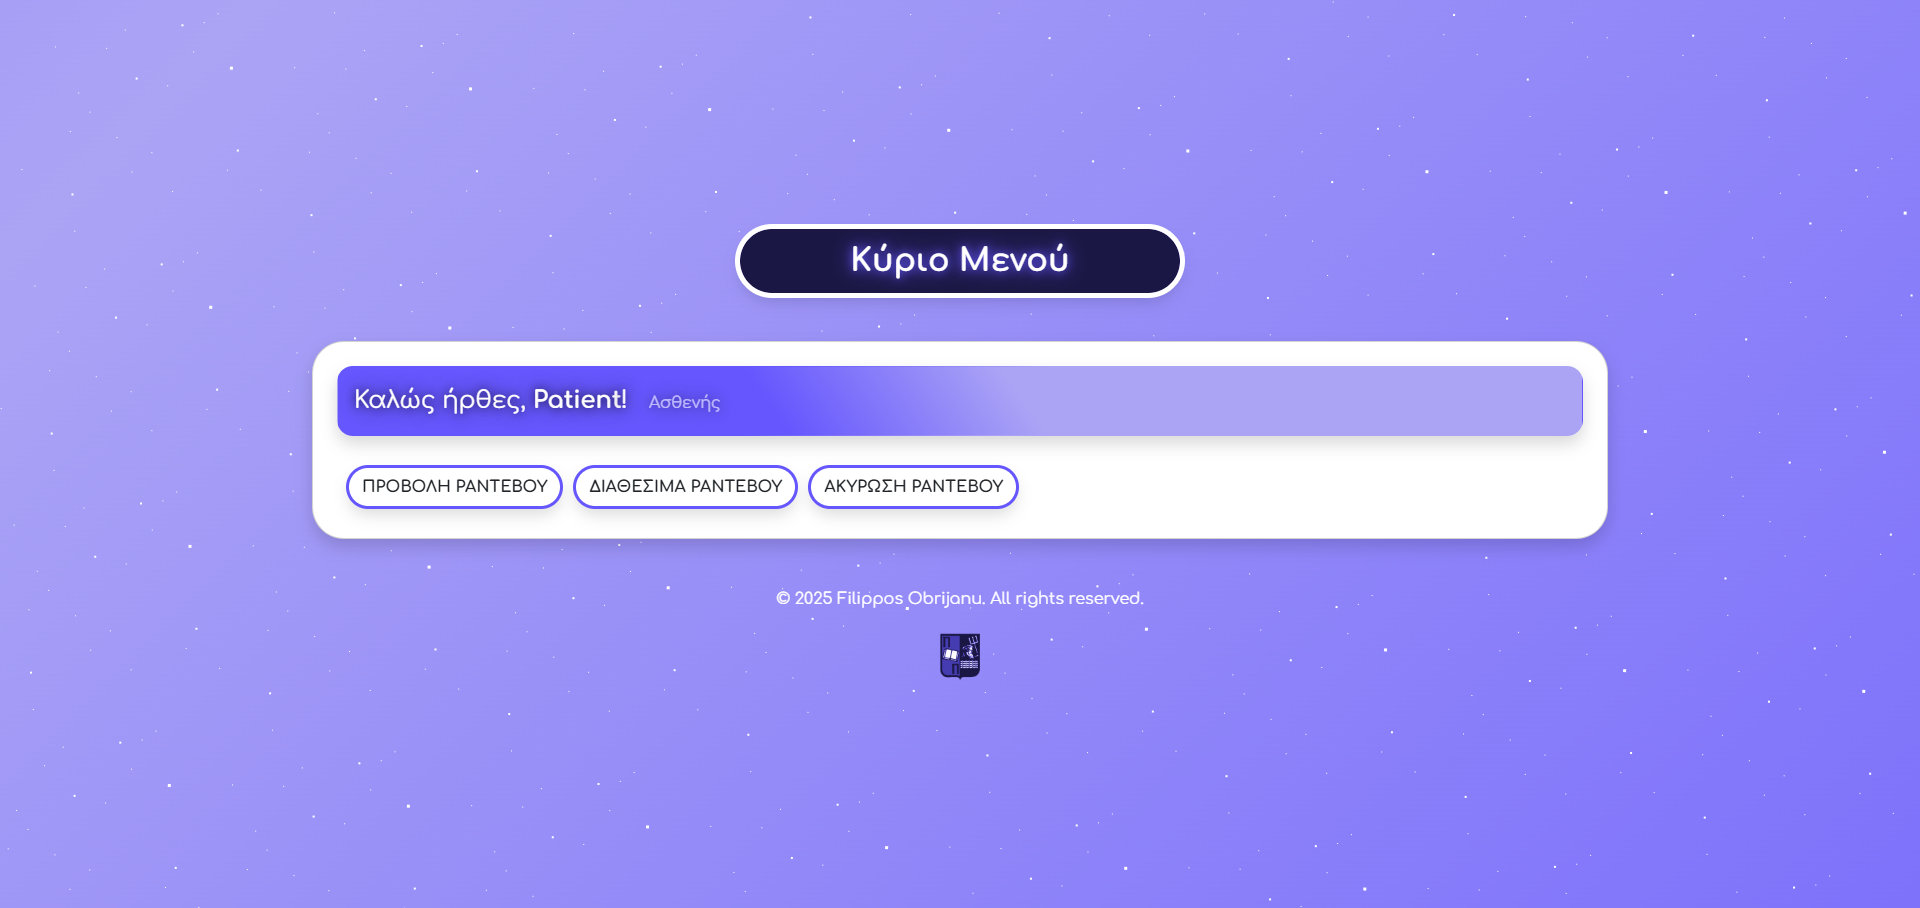 Κύριο Μενού
Καλώς ήρθες, Patient! Ασθενής
ΠΡΟΒΟΛΗ ΡΑΝΤΕΒΟΥ ΔΙΑΘΕΣΙΜΑ ΡΑΝΤΕΒΟΥ ΑΚΥΡΩΣΗ ΡΑΝΤΕΒΟΥ
© 2025 Filippos Obrijanu. All rights reserved.